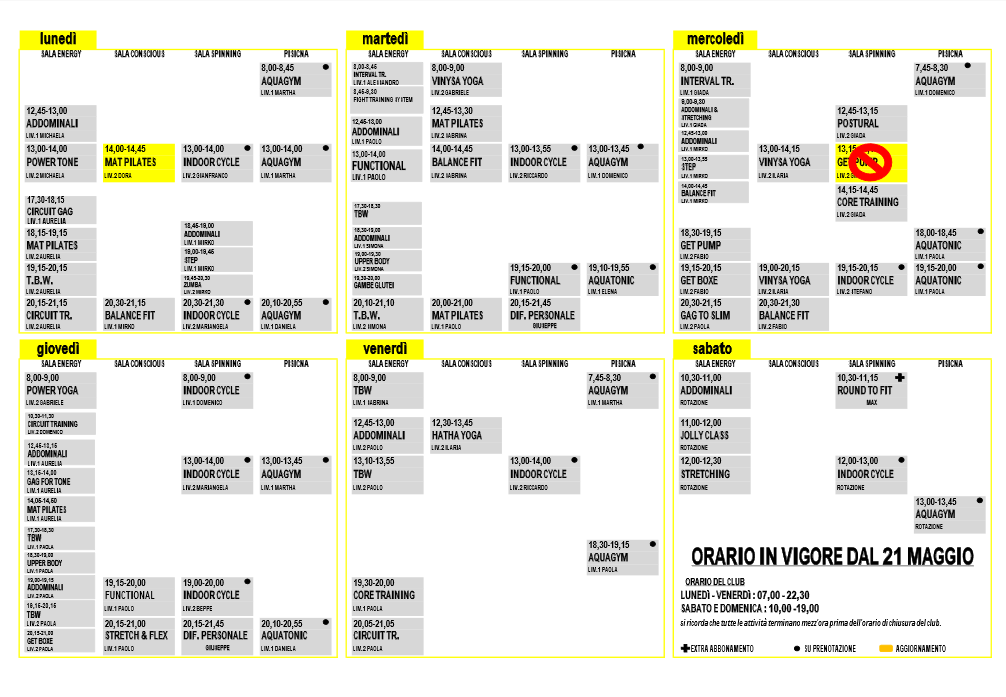 lunedì
SALA ENERGY SALA CONSCIOUS SALA SPINNING PISICNA
8,00-8,45
AQUAGYM
LIV.1 MARTHA
12,45-13,00
ADDOMINALI
LIV.1 MICHAELA
13,00-14,00
POWER TONE
LIV.2 MICHAELA
14,00-14,45
MAT PILATES
LIV.2 DORA
13,00-14,00
INDOOR CYCLE
LIV.2 GIANFRANCO
13,00-14,00
AQUAGYM
LIV.1 MARTHA
17,30-18,15
CIRCUIT GAG
LIV.1 AURELIA
18,15-19,15
MAT PILATES
LIV.2 AURELIA
18,45-19,00
ADDOMINALI
LIV.1 MIRKO
19,00-19,45
STEP
LIV.1 MIRKO
19,15-20,15
T.B.W.
LIV.2 AURELIA
19,45-20,30
ZUMBA
LIV.2 MIRKO
20,15-21,15
CIRCUIT TR.
LIV.2 AURELIA
20,30-21,15
BALANCE FIT
LIV.1 MIRKO
20,30-21,30
INDOOR CYCLE
LIV.2 MARIANGELA
20,10-20,55
AQUAGYM
LIV.1 DANIELA
martedì
SALA ENERGY SALA CONSCIOUS SALA SPINNING PISICNA
8,00-8,45
INTERVAL TR.
LIV.1 ALESSANDRO
8,45-9,30
FIGHT TRAINING SYSTEM
8,00-9,00
VINYSA YOGA
LIV.2 GABRIELE
12,45-13,00
ADDOMINALI
LIV.1 PAOLO
12,45-13,30
MAT PILATES
LIV.2 SABRINA
13,00-14,00
FUNCTIONAL
LIV.1 PAOLO
14,00-14,45
BALANCE FIT
LIV.2 SABRINA
13,00-13,55
INDOOR CYCLE
LIV.2 RICCARDO
13,00-13,45
AQUAGYM
LIV.1 DOMENICO
17,30-18,30
TBW
18,30-19,00
ADDOMINALI
LIV.1 SIMONA
19,00-19,30
UPPER BODY
LIV.2 SIMONA
19,30-20,00
GAMBE GLUTEI
19,15-20,00
FUNCTIONAL
LIV.1 PAOLO
19,10-19,55
AQUATONIC
LIV.1 ELENA
20,10-21,10
T.B.W.
LIV.2 SIMONA
20,00-21,00
MAT PILATES
LIV.1 PAOLO
20,15-21,45
DIF. PERSONALE
GIUSEPPE
mercoledì
SALA ENERGY SALA CONSCIOUS SALA SPINNING PISICNA
8,00-9,00
INTERVAL TR.
LIV.1 GIADA
7,45-8,30
AQUAGYM
LIV.1 DOMENICO
9,00-9,30
ADDOMINALI &
STRETCHING
LIV.1 GIADA
12,45-13,00
ADDOMINALI
LIV.1 MIRKO
12,45-13,15
POSTURAL
LIV.2 GIADA
13,00-13,55
STEP
LIV.1 MIRKO
13,00-14,00
VINYSA YOGA
LIV.2 ILARIA
GET PUMP
14,00-14,45
BALANCE FIT
LIV.1 MIRKO
14,15-14,45
CORE TRAINING
LIV.2 GIADA
18,30-19,15
GET PUMP
LIV.2 FABIO
18,00-18,45
AQUATONIC
LIV.1 PAOLA
19,15-20,15
GET BOXE
LIV.2 FABIO
19,00-20,15
VINYSA YOGA
LIV.2 ILARIA
19,15-20,15
INDOOR CYCLE
LIV.2 STEFANO
19,15-20,00
AQUATONIC
LIV.1 PAOLA
20,30-21,15
GAG TO SLIM
LIV.2 PAOLA
20,30-21,30
BALANCE FIT
LIV.2 FABIO
giovedì
SALA ENERGY SALA CONSCIOUS SALA SPINNING PISICNA
8,00-9,00
POWER YOGA
LIV.2 GABRIELE
8,00-9,00
INDOOR CYCLE
LIV.1 DOMENICO
10,30-11,30
CIRCUIT TRAINING
LIV.2 DOMENICO
12,45-13,15
ADDOMINALI
LIV.1 AURELIA
13,15-14,00
GAG FOR TONE
LIV.1 AURELIA
13,00-14,00
INDOOR CYCLE
LIV.2 MARIANGELA
13,00-13,45
AQUAGYM
LIV.1 MARTHA
14,05-14,50
MAT PILATES
LIV.1 AURELIA
17,30-18,30
TBW
LIV.1 PAOLA
18,30-19,00
UPPER BODY
LIV.1 PAOLA
19,00-19,15
ADDOMINALI
LIV.2 PAOLA
19,15-20,15
TBW
LIV.2 PAOLA
19,15-20,00
FUNCTIONAL
LIV.1 PAOLO
19,00-20,00
INDOOR CYCLE
LIV.2 BEPPE
20,15-21,00
GET BOXE
LIV.2 PAOLA
20,15-21,00
STRETCH & FLEX
LIV.1 PAOLO
20,15-21,45
DIF. PERSONALE
GIUSEPPE
20,10-20,55
AQUATONIC
LIV.1 DANIELA
venerdì
SALA ENERGY SALA CONSCIOUS SALA SPINNING PISICNA
8,00-9,00
TBW
LIV.1 SABRINA
7,45-8,30
AQUAGYM
LIV.1 MARTHA
12,45-13,00
ADDOMINALI
LIV.2 PAOLO
12,30-13,45
HATHA YOGA
LIV.2 ILARIA
13,10-13,55
TBW
LIV.2 PAOLO
13,00-14,00
INDOOR CYCLE
LIV.2 RICCARDO
18,30-19,15
AQUAGYM
LIV.1 PAOLA
19,30-20,00
CORE TRAINING
LIV.1 PAOLA
20,05-21,05
CIRCUIT TR.
LIV.2 PAOLA
sabato
SALA ENERGY SALA CONSCIOUS SALA SPINNING PISICNA
10,30-11,00
ADDOMINALI
ROTAZIONE
10,30-11,15
ROUND TO FIT
MAX
11,00-12,00
JOLLY CLASS
ROTAZIONE
12,00-12,30
STRETCHING
ROTAZIONE
12,00-13,00
INDOOR CYCLE
ROTAZIONE
13,00-13,45
AQUAGYM
ROTAZIONE
ORARIO IN VIGORE DAL 21 MAGGIO
ORARIO DEL CLUB
LUNEDÌ - VENERDÌ : 07,00 - 22,30
SABATO E DOMENICA : 10,00 -19,00
si ricorda che tutte le attività terminano mezz'ora prima dell'orario di chiusura del club.
EXTRA ABBONAMENTO SU PRENOTAZIONE AGGIORNAMENTO